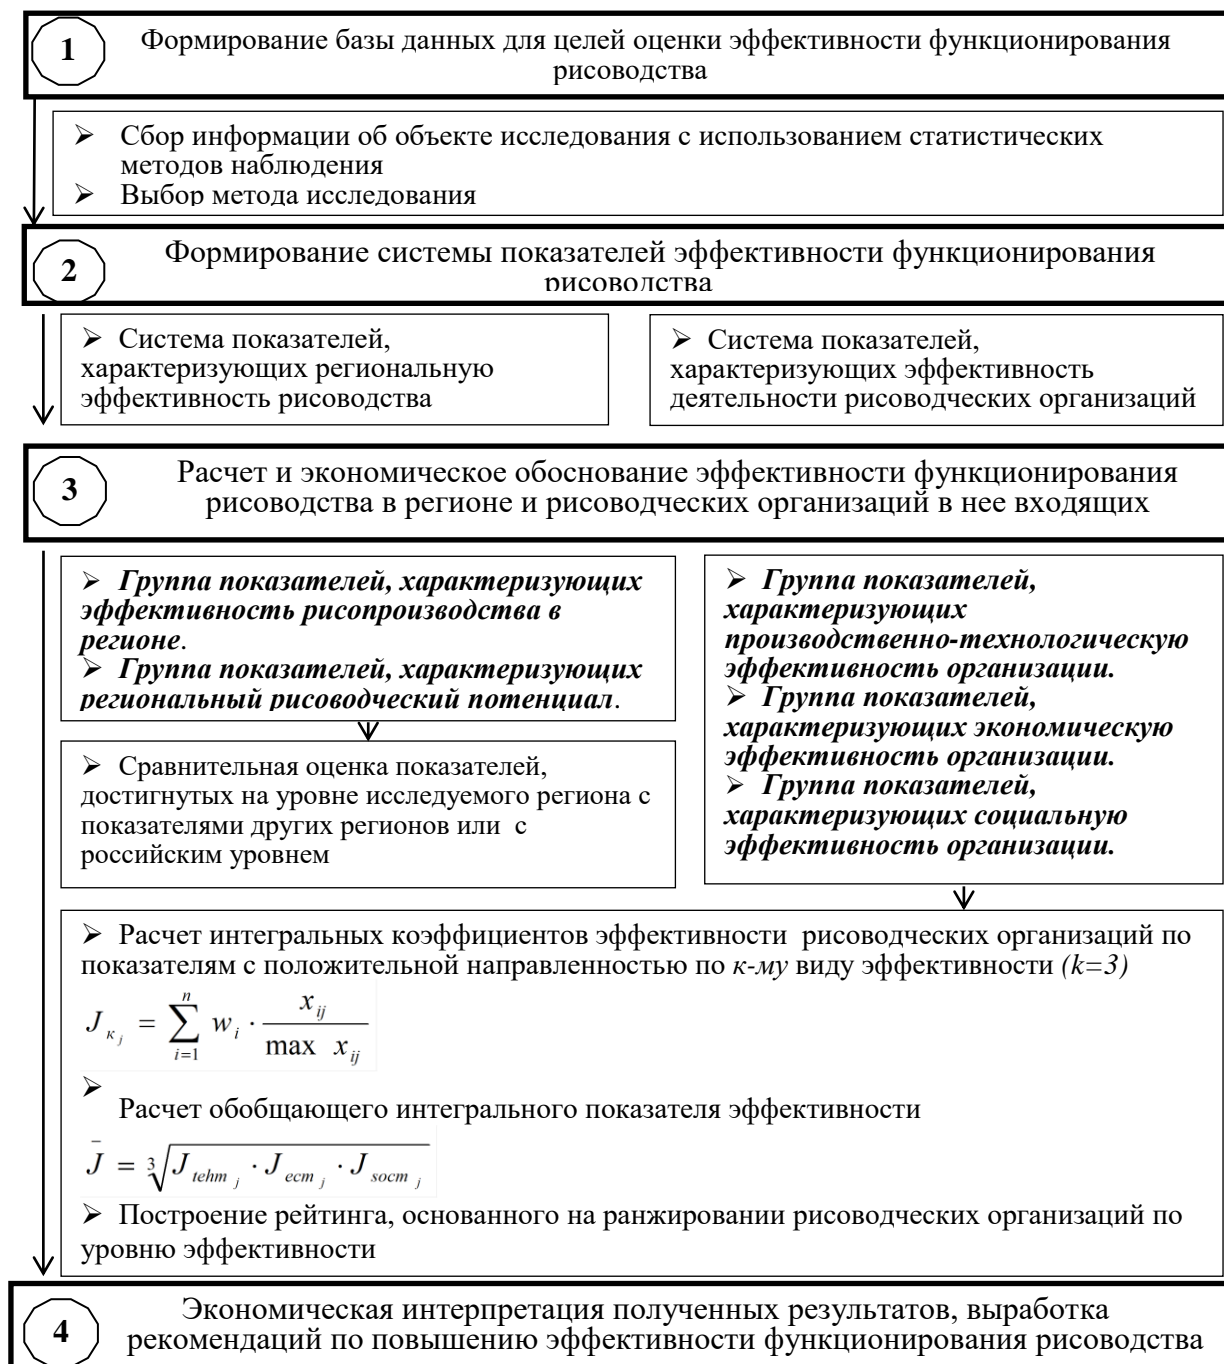 1
Формирование базы данных для целей оценки эффективности функционирования
рисоводства
➢ Сбор информации об объекте исследования с использованием статистических
методов наблюдения
➢ Выбор метода исследования
2
Формирование системы показателей эффективности функционирования
рисоводства
➢ Система показателей,
характеризующих региональную
эффективность рисоводства
➢ Система показателей,
характеризующих эффективность
деятельности рисоводческих организаций
3
Расчет и экономическое обоснование эффективности функционирования
рисоводства в регионе и рисоводческих организаций в нее входящих
➢ Группа показателей, характеризующих
эффективность рисопроизводства в
регионе.
➢ Группа показателей, характеризующих
региональный рисоводческий потенциал.
➢ Сравнительная оценка показателей,
достигнутых на уровне исследуемого региона с
показателями других регионов или с
российским уровнем
➢ Группа показателей,
характеризующих
производственно-технологическую
эффективность организации.
➢ Группа показателей,
характеризующих экономическую
эффективность организации.
➢ Группа показателей,
характеризующих социальную
эффективность организации.
➢ Расчет интегральных коэффициентов эффективности рисоводческих организаций по
показателям с положительной направленностью по к-му виду эффективности (k=3)
J_{к_j} = \sum_{i=1}^{n} w_i · \frac{x_{ij}}{\max x_{ij}}
➢
Расчет обобщающего интегрального показателя эффективности
\bar{J} = \sqrt[3]{J_{tehm_j} · J_{ecm_j} · J_{socm_j}}
➢ Построение рейтинга, основанного на ранжировании рисоводческих организаций по
уровню эффективности
4
Экономическая интерпретация полученных результатов, выработка
рекомендаций по повышению эффективности функционирования рисоводства